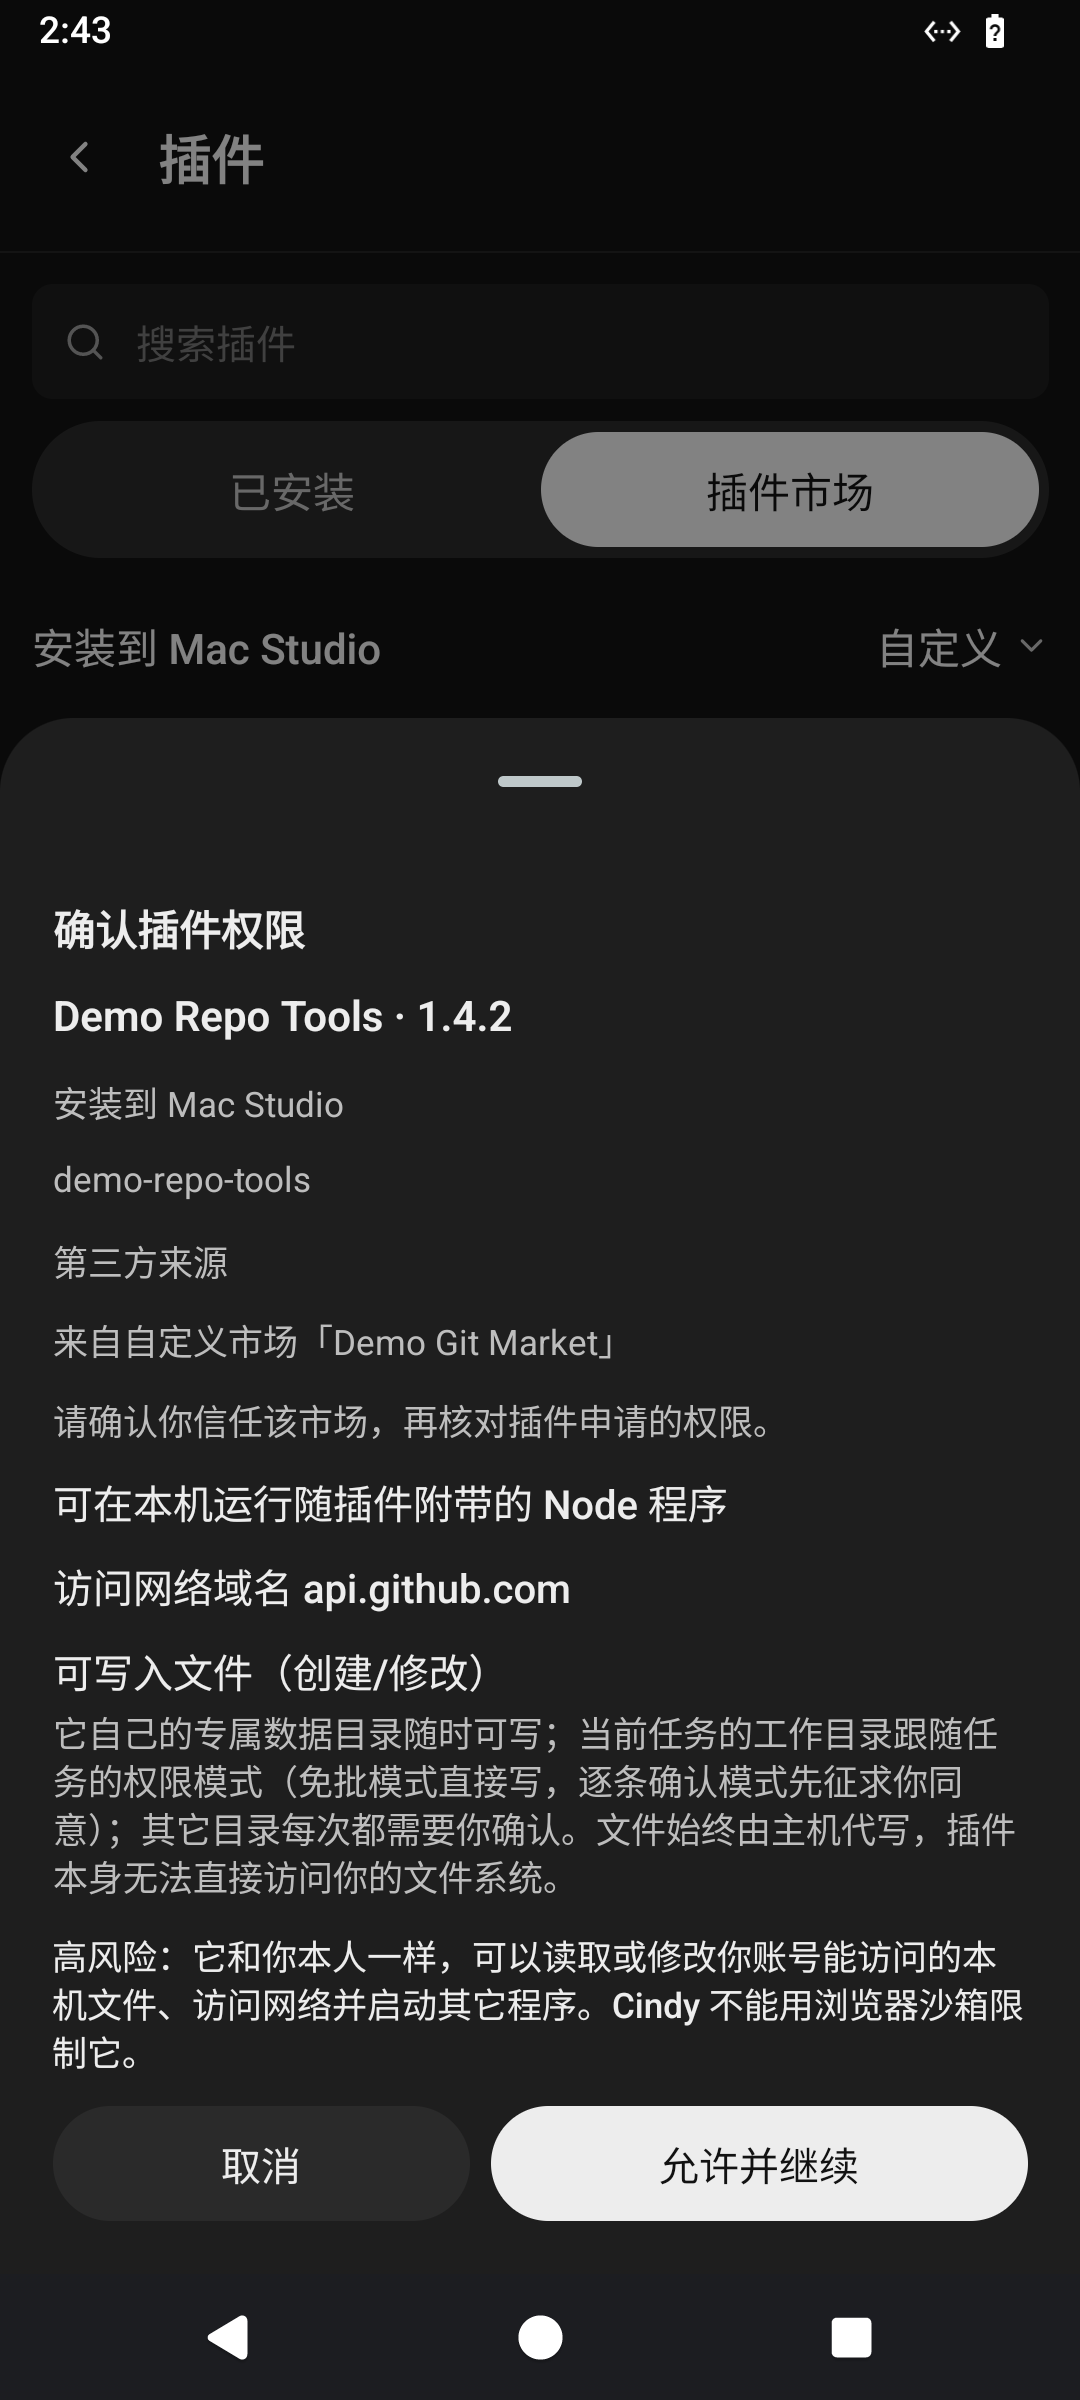 2:43
插件
搜索插件
已安装
插件市场
安装到 Mac Studio
自定义
确认插件权限
Demo Repo Tools · 1.4.2
安装到 Mac Studio
demo-repo-tools
第三方来源
来自自定义市场「Demo Git Market」
请确认你信任该市场，再核对插件申请的权限。
可在本机运行随插件附带的 Node 程序
访问网络域名 api.github.com
可写入文件（创建/修改）
它自己的专属数据目录随时可写；当前任务的工作目录跟随任
务的权限模式（免批模式直接写，逐条确认模式先征求你同
意）；其它目录每次都需要你确认。文件始终由主机代写，插件
本身无法直接访问你的文件系统。
高风险：它和你本人一样，可以读取或修改你账号能访问的本
机文件、访问网络并启动其它程序。Cindy 不能用浏览器沙箱限
制它。
取消
允许并继续